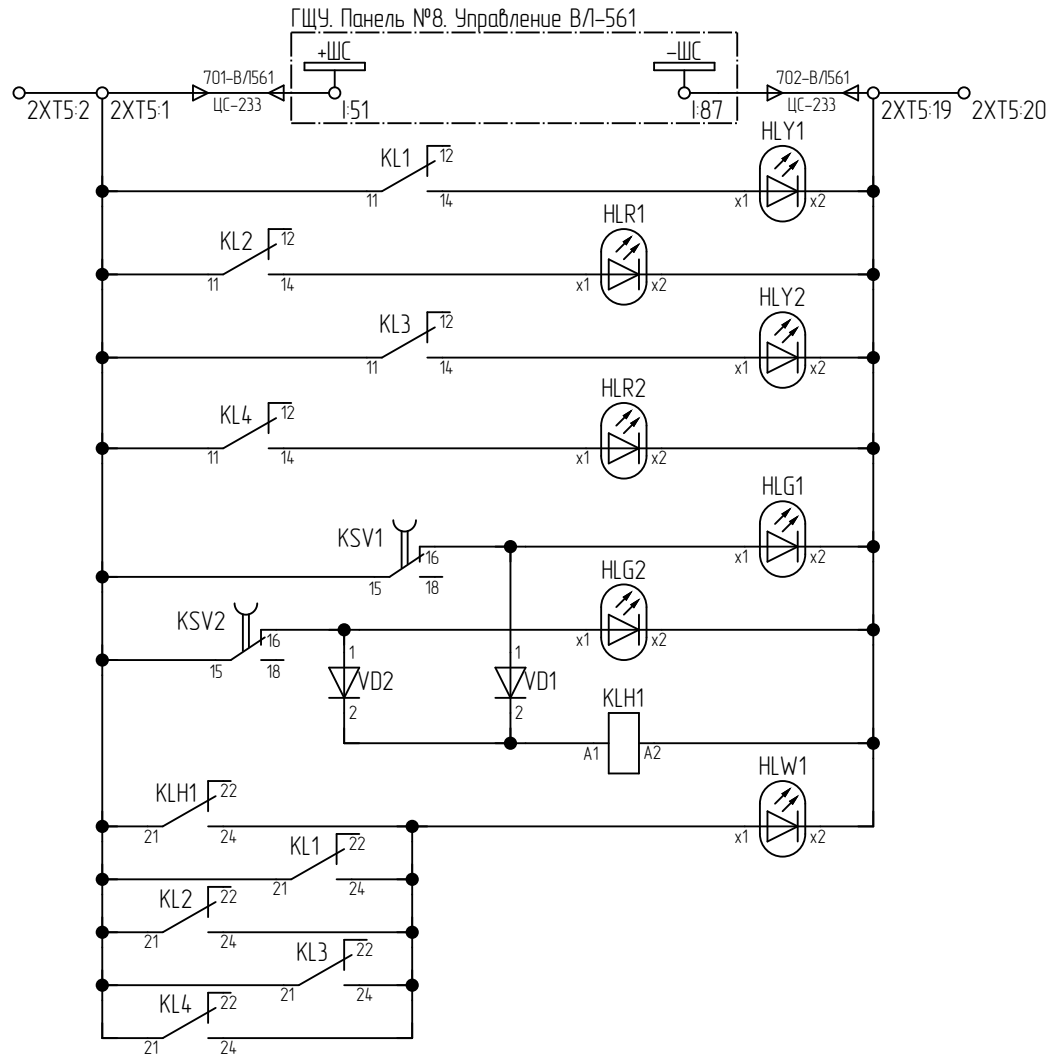 ГЩУ. Панель №8. Управление ВЛ-561
+ШС -ШС
701-ВЛ561 702-ВЛ561
ЦС-233 ЦС-233
2XT5:2 2XT5:1 I:51 I:87 2XT5:19 2XT5:20
KL1 12 HLY1
11 14 x1 x2
KL2 12 HLR1
11 14 x1 x2
KL3 12 HLY2
11 14 x1 x2
KL4 12 HLR2
11 14 x1 x2
KSV1 16 HLG1
15 18 x1 x2
KSV2 16 HLG2
15 18 x1 x2
1 VD2 2
1 VD1 2
KLH1
A1 A2
KLH1 22 HLW1
21 24 x1 x2
KL1 22
21 24
KL2 22
21 24
KL3 22
21 24
KL4 22
21 24